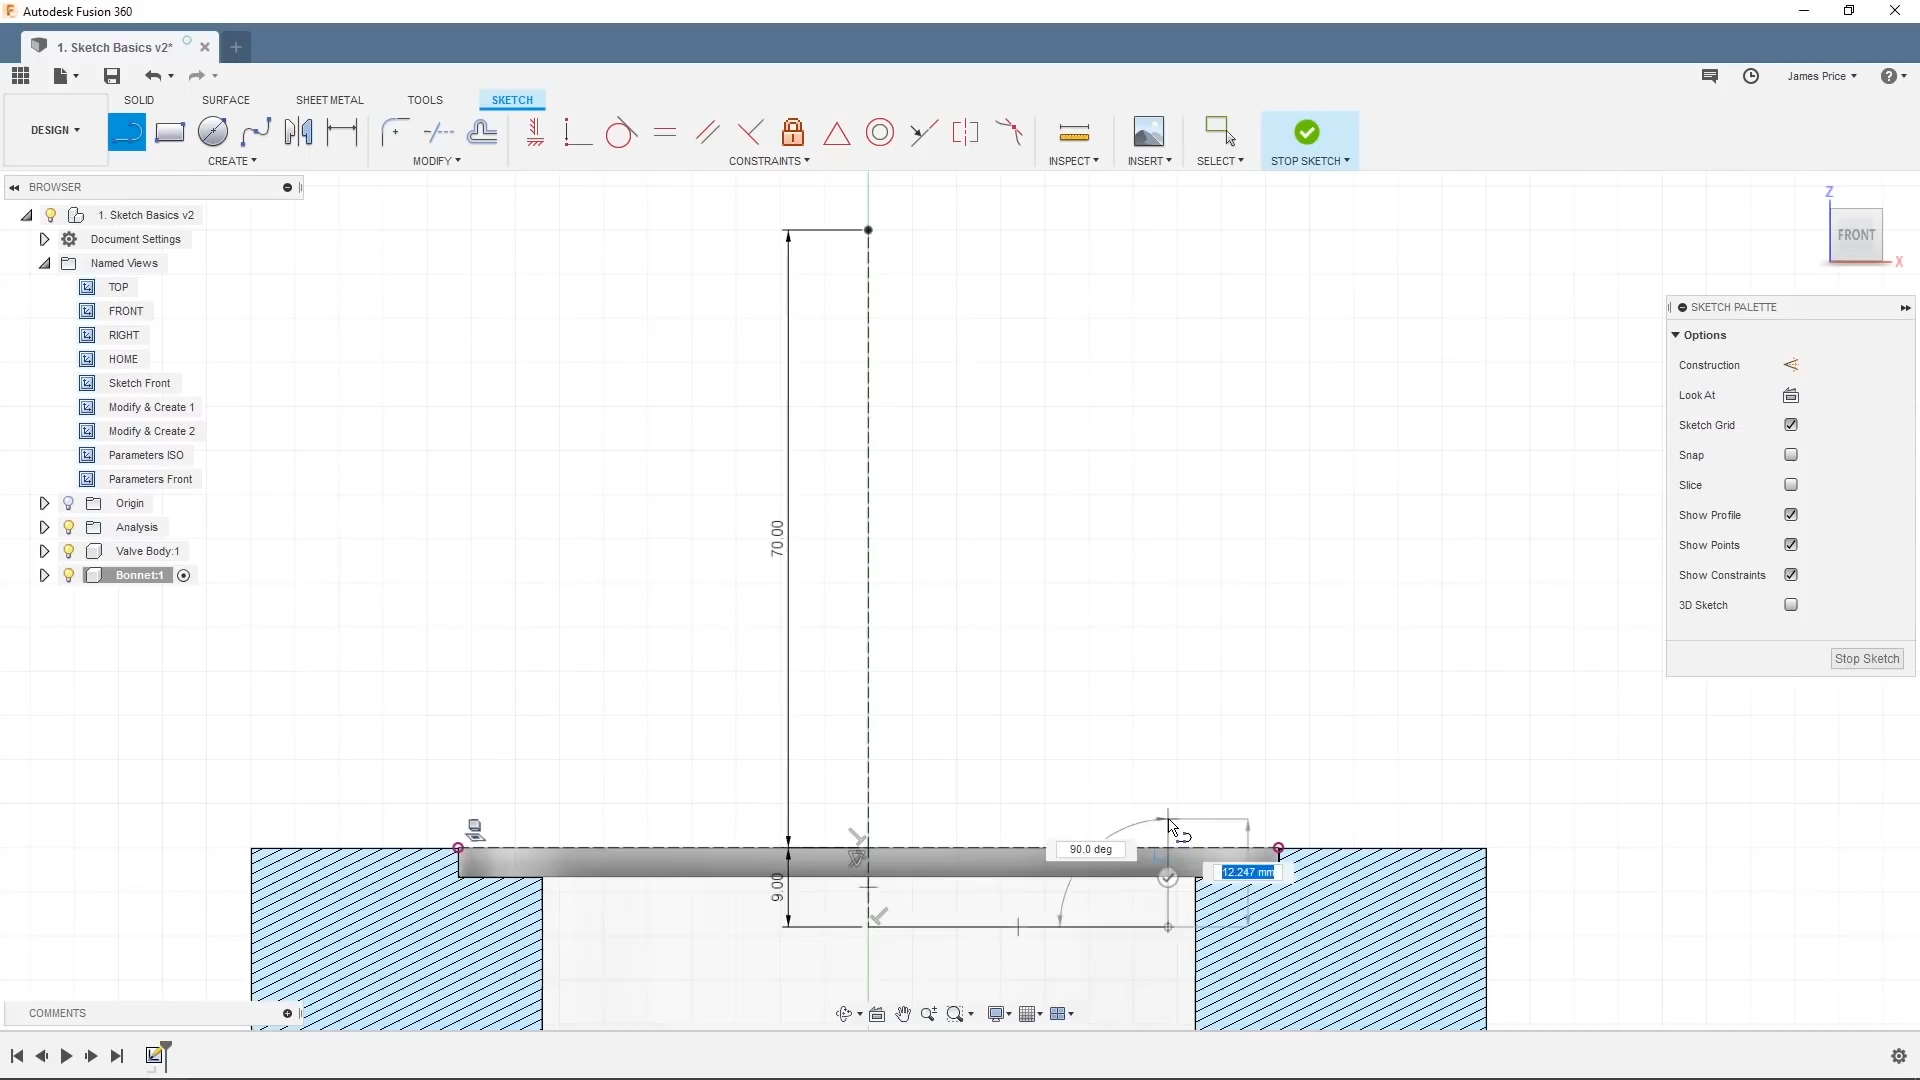 Autodesk Fusion 360
1. Sketch Basics v2*
James Price
SOLID SURFACE SHEET METAL TOOLS SKETCH
DESIGN
CREATE MODIFY CONSTRAINTS INSPECT INSERT SELECT STOP SKETCH
BROWSER
1. Sketch Basics v2
Document Settings
Named Views
TOP
FRONT
RIGHT
HOME
Sketch Front
Modify & Create 1
Modify & Create 2
Parameters ISO
Parameters Front
Origin
Analysis
Valve Body:1
Bonnet:1
Z
FRONT
X
SKETCH PALETTE
Options
Construction
Look At
Sketch Grid
Snap
Slice
Show Profile
Show Points
Show Constraints
3D Sketch
Stop Sketch
70.00
90.0 deg
12.247 mm
9.00
COMMENTS